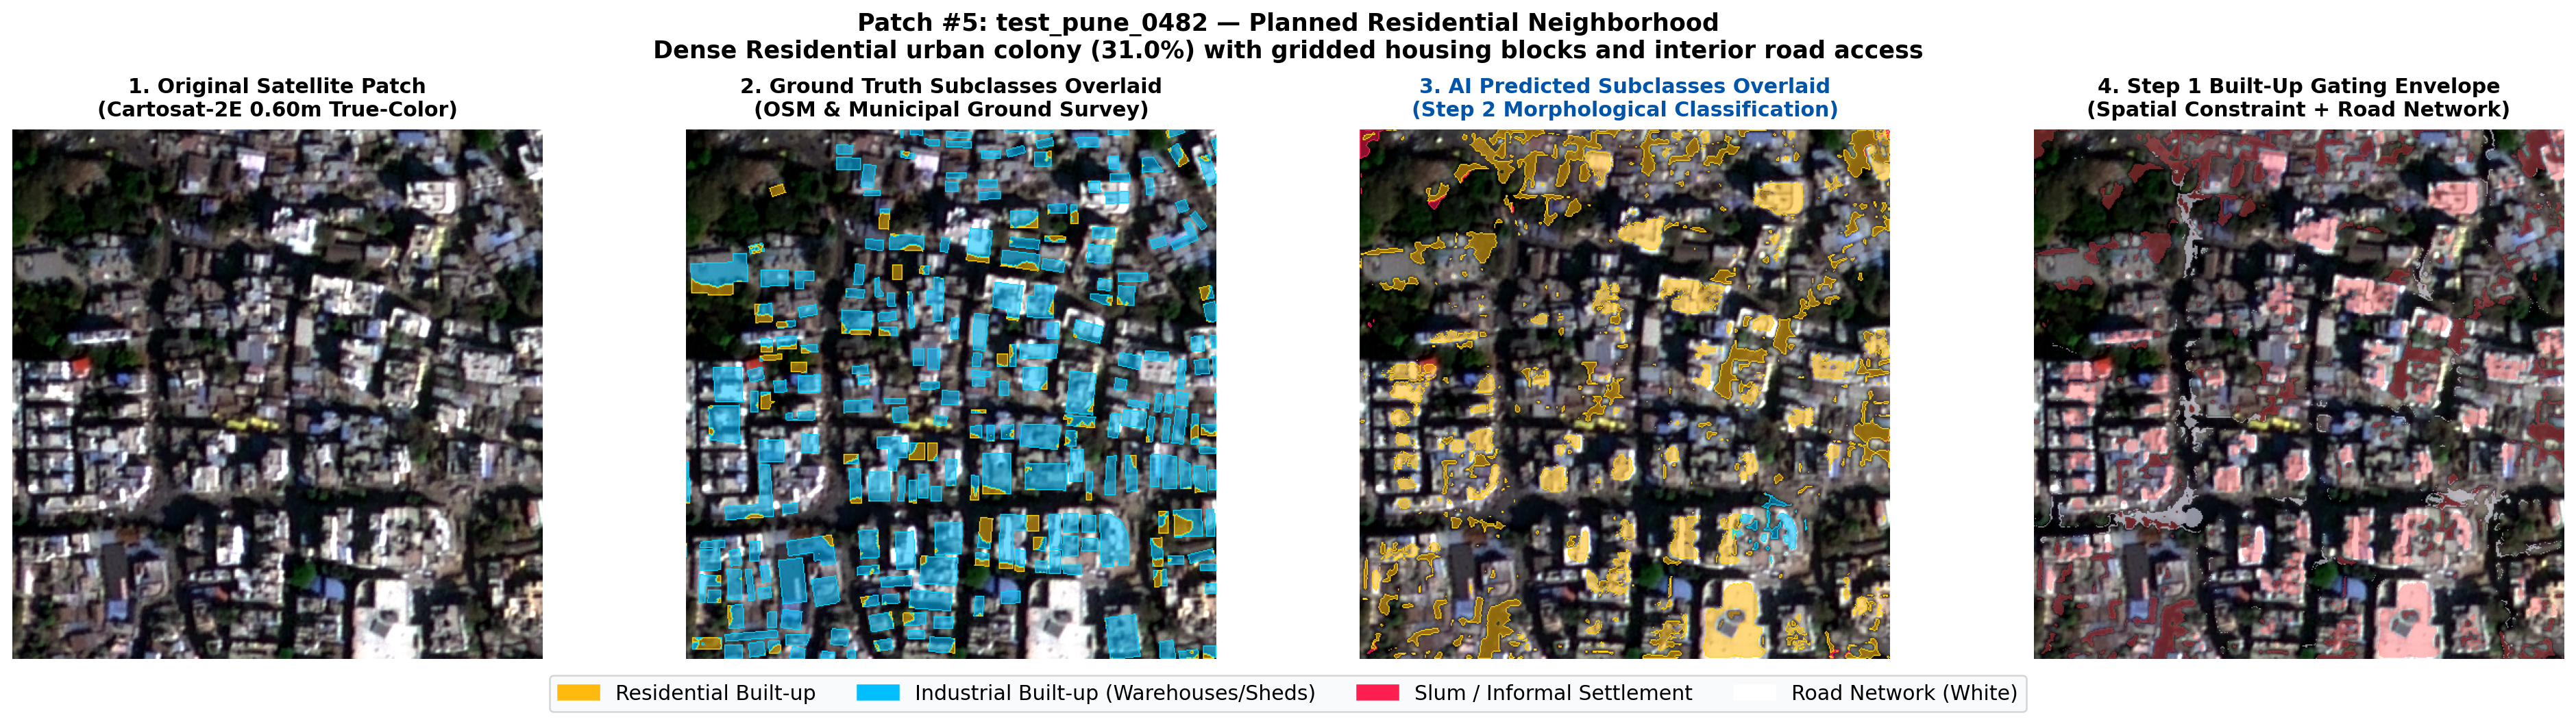 Patch #5: test_pune_0482 — Planned Residential Neighborhood
Dense Residential urban colony (31.0%) with gridded housing blocks and interior road access
1. Original Satellite Patch
(Cartosat-2E 0.60m True-Color)
2. Ground Truth Subclasses Overlaid
(OSM & Municipal Ground Survey)
3. AI Predicted Subclasses Overlaid
(Step 2 Morphological Classification)
4. Step 1 Built-Up Gating Envelope
(Spatial Constraint + Road Network)
Residential Built-up
Industrial Built-up (Warehouses/Sheds)
Slum / Informal Settlement
Road Network (White)